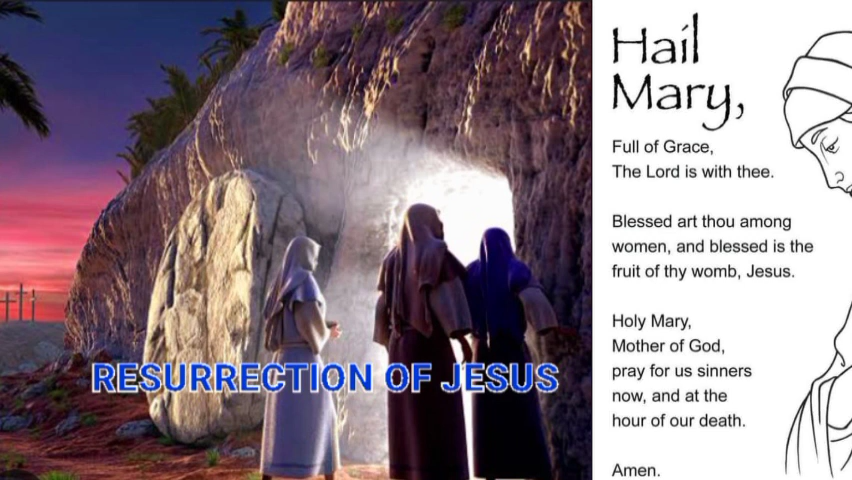 RESURRECTION OF JESUS
Hail
Mary,
Full of Grace,
The Lord is with thee.
Blessed art thou among
women, and blessed is the
fruit of thy womb, Jesus.
Holy Mary,
Mother of God,
pray for us sinners
now, and at the
hour of our death.
Amen.